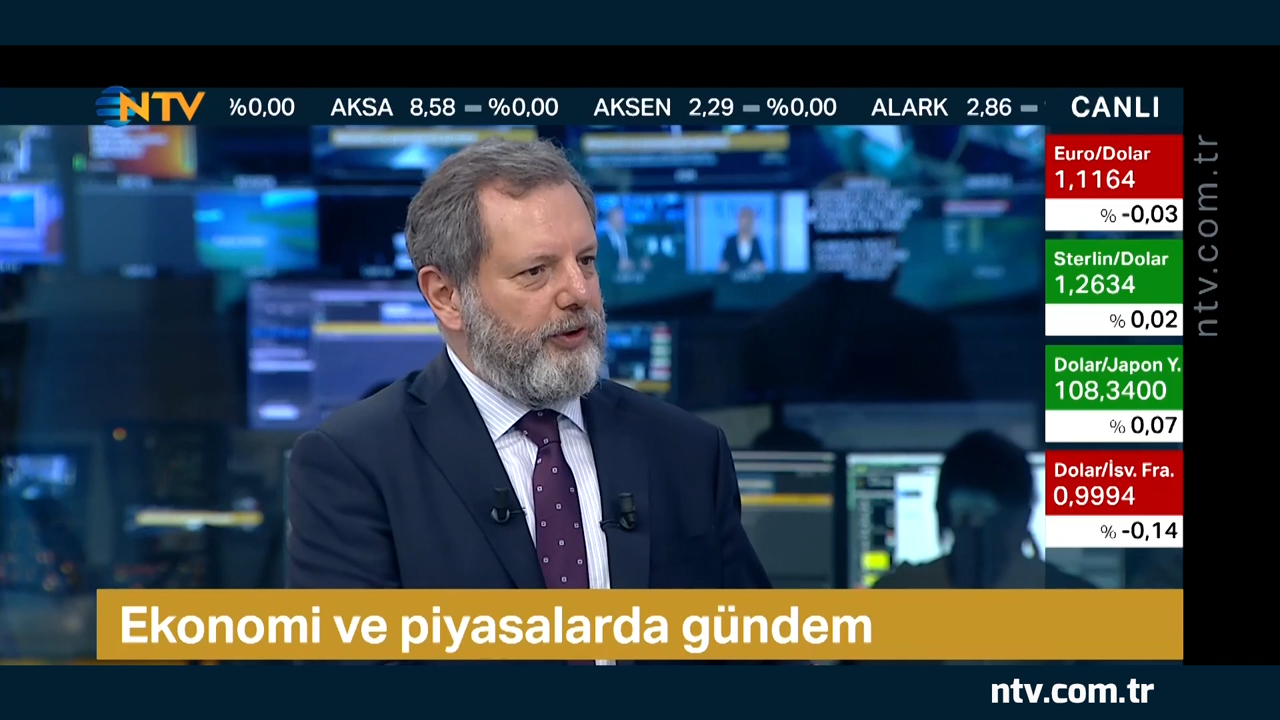 NTV
%0,00 AKSA 8,58 %0,00 AKSEN 2,29 %0,00 ALARK 2,86
CANLI
Euro/Dolar
1,1164
% -0,03
Sterlin/Dolar
1,2634
% 0,02
Dolar/Japon Y.
108,3400
% 0,07
Dolar/İsv. Fra.
0,9994
% -0,14
ntv.com.tr
Ekonomi ve piyasalarda gündem
ntv.com.tr